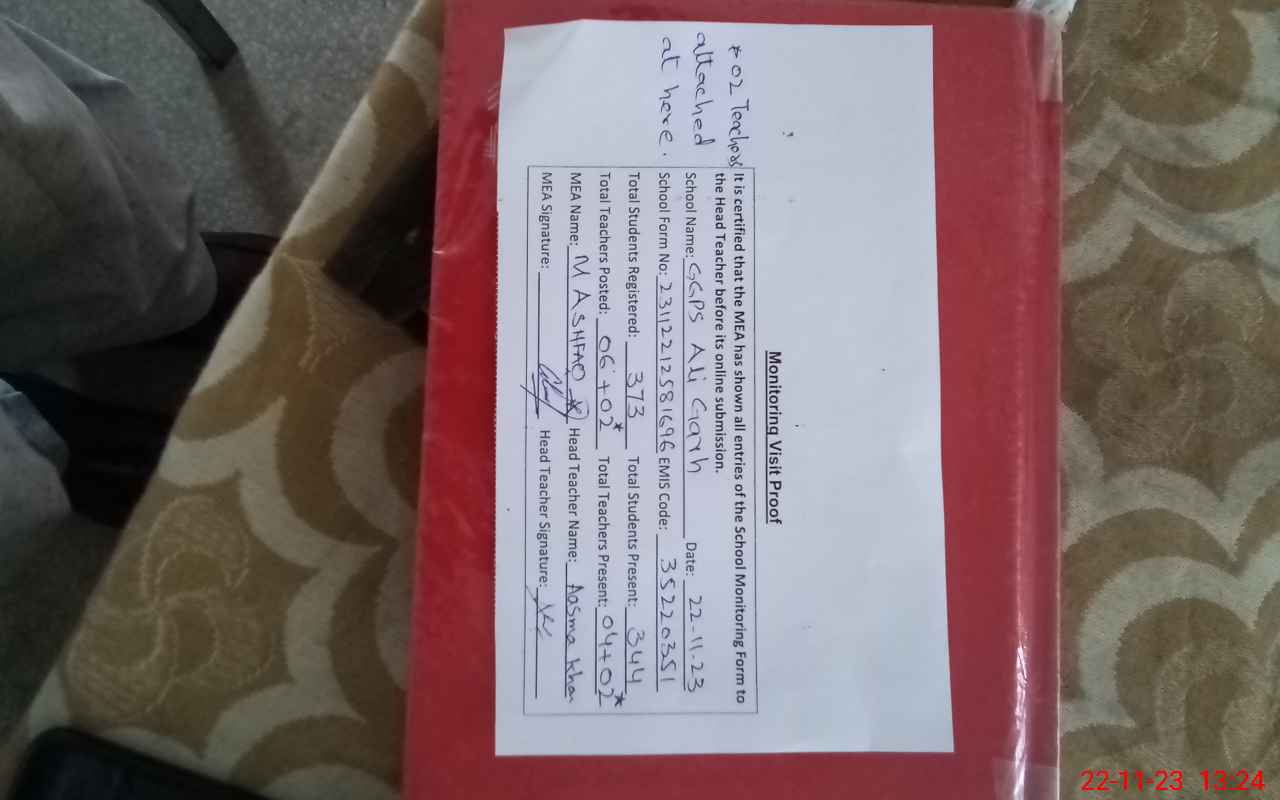 Monitoring Visit Proof
It is certified that the MEA has shown all entries of the School Monitoring Form to
the Head Teacher before its online submission.
School Name: GGPS Ali Garh Date: 22-11-23
School Form No: 23112212581696 EMIS Code: 35220351
Total Students Registered: 373 Total Students Present: 344
Total Teachers Posted: 06+02* Total Teachers Present: 04+02*
MEA Name: M ASHFAQ Head Teacher Name: Aasma khan
MEA Signature: Head Teacher Signature:
* 02 Teachers
attached
at here.
22-11-23 13:24